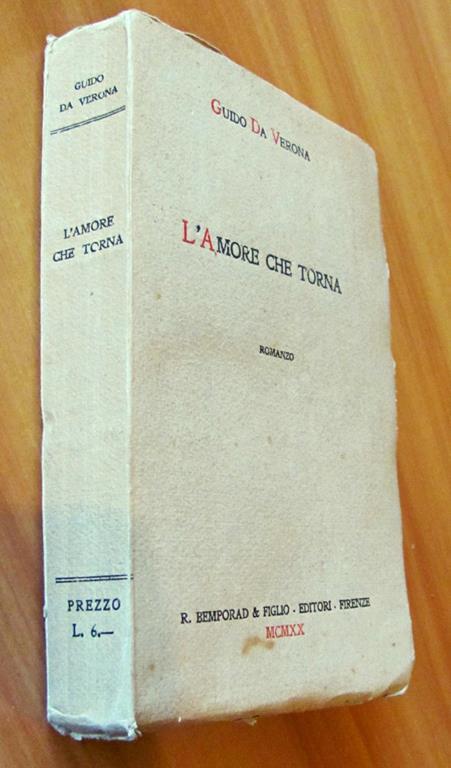 GUIDO
DA VERONA
L'AMORE
CHE TORNA
PREZZO
L. 6.—
GUIDO DA VERONA
L'AMORE CHE TORNA
ROMANZO
R. BEMPORAD & FIGLIO - EDITORI - FIRENZE
MCMXX